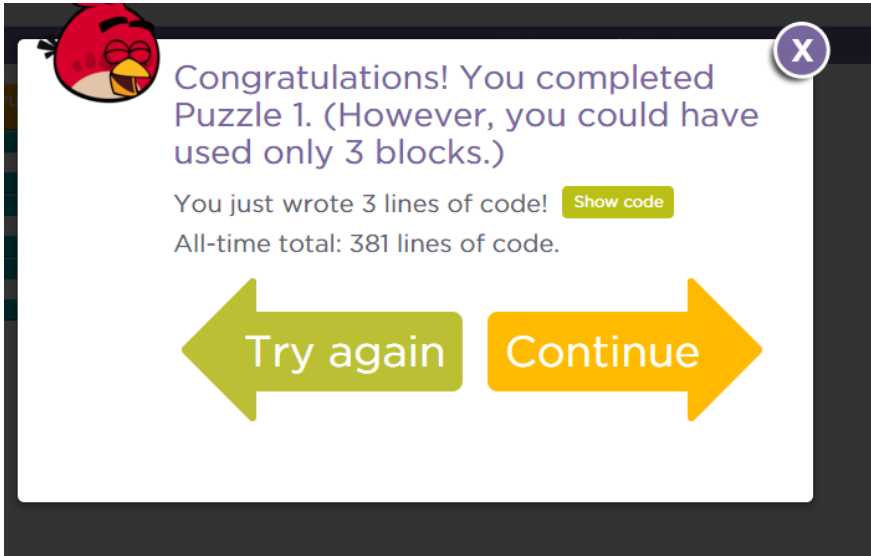 X
Congratulations! You completed
Puzzle 1. (However, you could have
used only 3 blocks.)
You just wrote 3 lines of code! Show code
All-time total: 381 lines of code.
Try again Continue